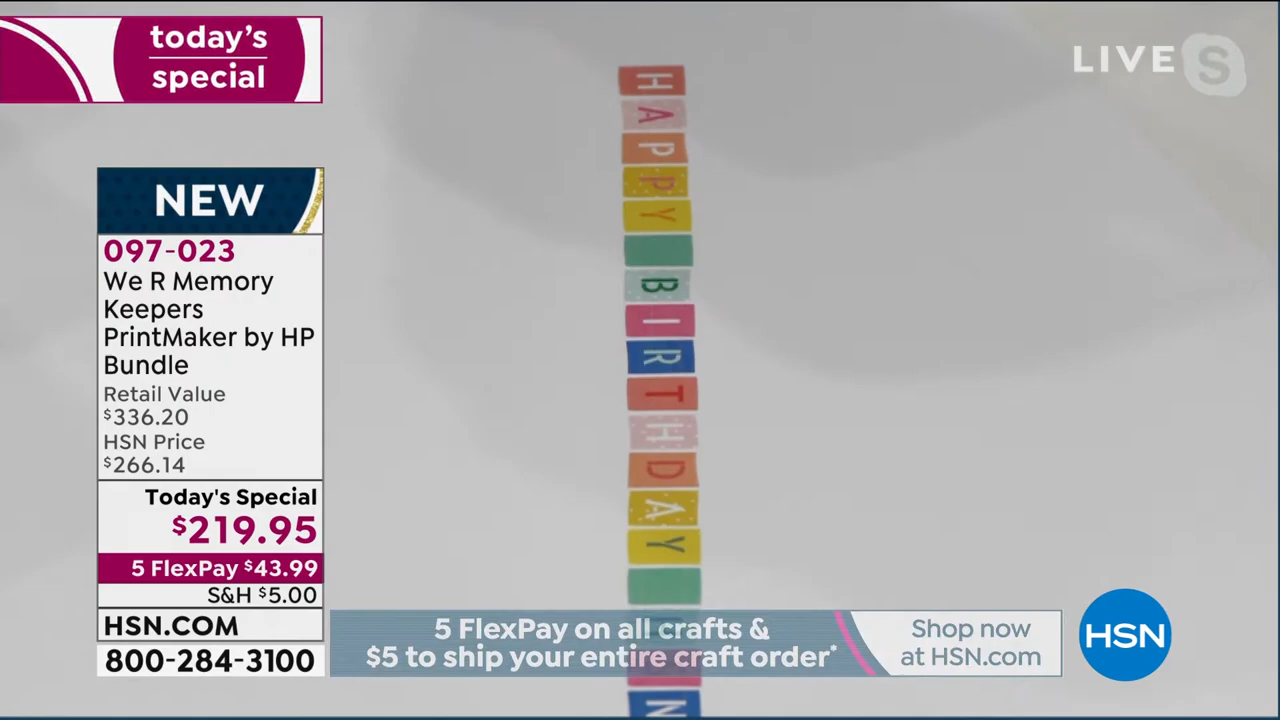 today's
special
LIVE S
HAPPY BIRTHDAY
NEW
097-023
We R Memory
Keepers
PrintMaker by HP
Bundle
Retail Value
$336.20
HSN Price
$266.14
Today's Special
$219.95
5 FlexPay $43.99
S&H $5.00
HSN.COM
800-284-3100
5 FlexPay on all crafts &
$5 to ship your entire craft order*
Shop now
at HSN.com
HSN